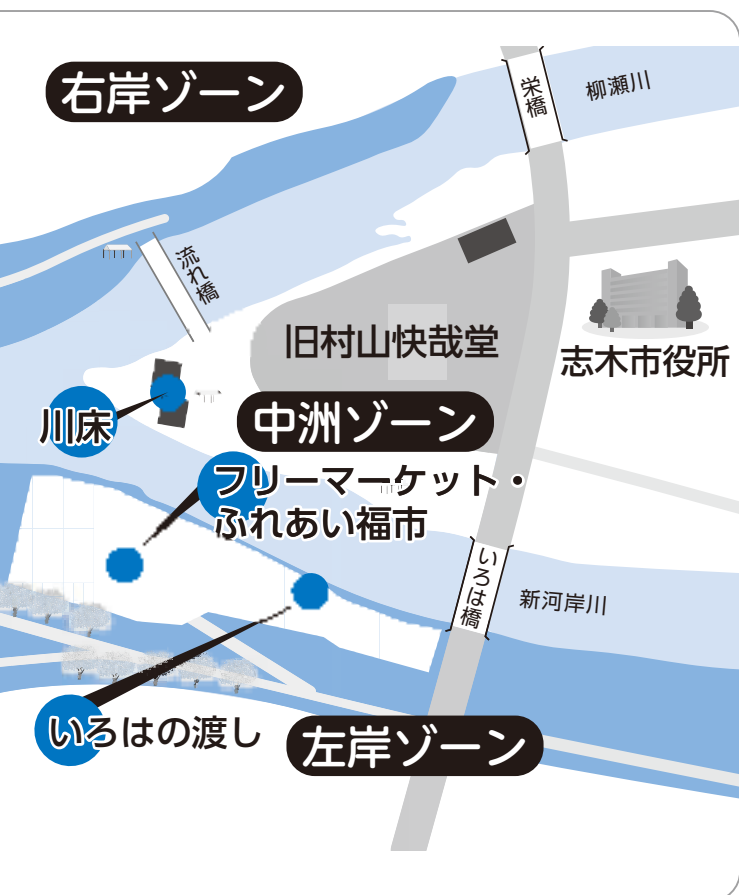 右岸ゾーン
栄橋
柳瀬川
流れ橋
旧村山快哉堂
志木市役所
川床
中洲ゾーン
フリーマーケット・
ふれあい福市
いろは橋
新河岸川
いろはの渡し
左岸ゾーン